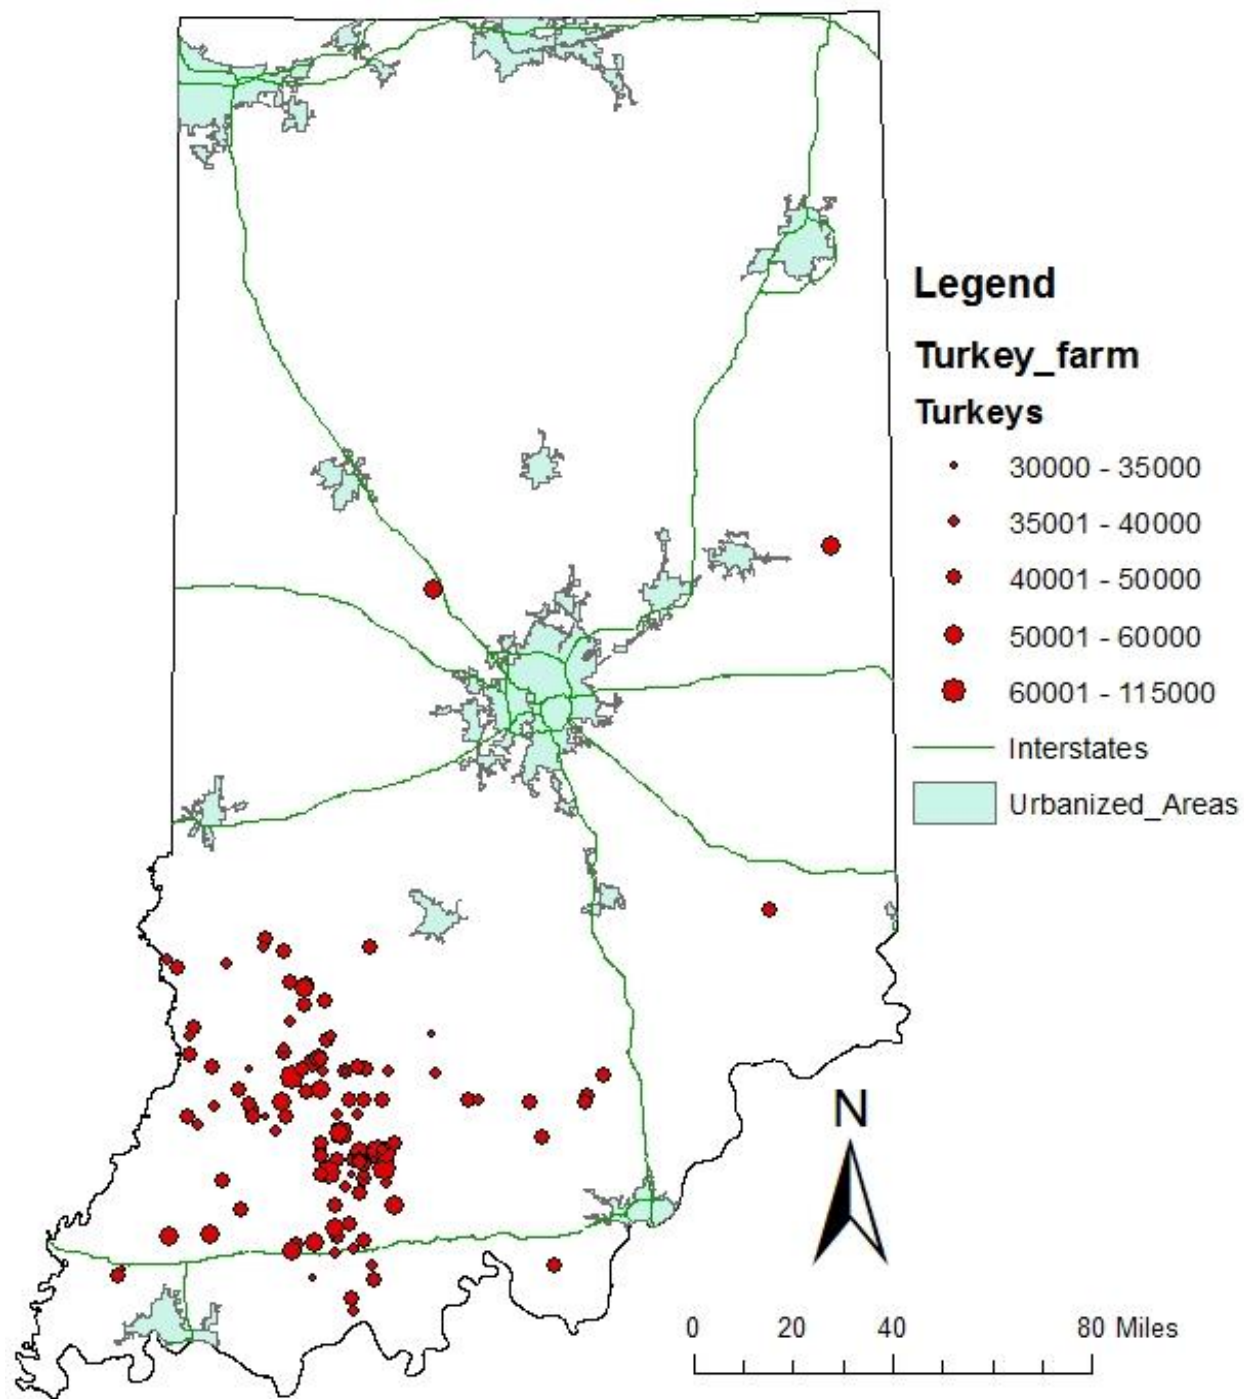 Legend
Turkey_farm
Turkeys
30000 - 35000
35001 - 40000
40001 - 50000
50001 - 60000
60001 - 115000
Interstates
Urbanized_Areas
N
0 20 40 80 Miles